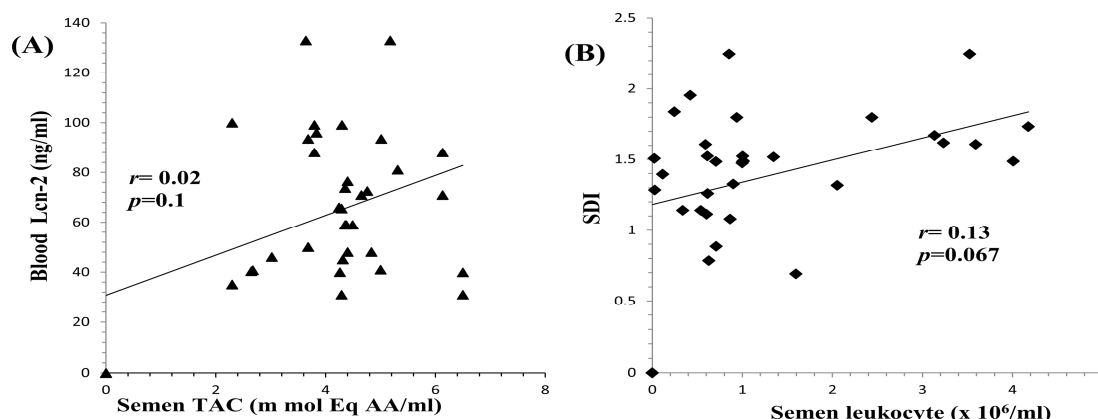 (A)
Blood Lcn-2 (ng/ml)
140
120
100
80
60
40
20
0
r= 0.02
p=0.1
0 2 4 6 8
Semen TAC (m mol Eq AA/ml)
(B)
SDI
2.5
2
1.5
1
0.5
0
r= 0.13
p=0.067
0 1 2 3 4
Semen leukocyte (x 10⁶/ml)